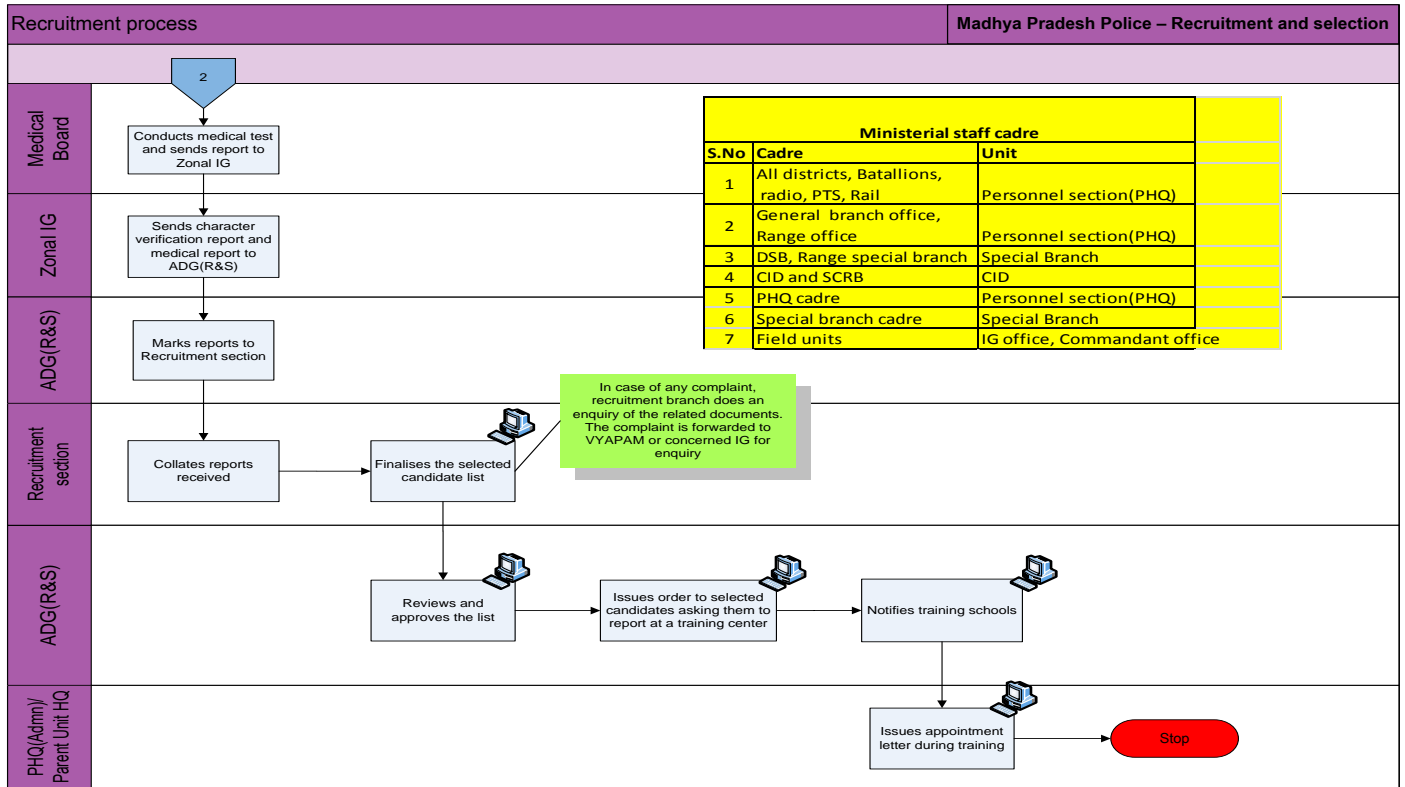 Recruitment process
Madhya Pradesh Police – Recruitment and selection
2
Medical
Board
Conducts medical test
and sends report to
Zonal IG
Ministerial staff cadre
S.No Cadre Unit
1 All districts, Batallions,
radio, PTS, Rail Personnel section(PHQ)
2 General branch office,
Range office Personnel section(PHQ)
3 DSB, Range special branch Special Branch
4 CID and SCRB CID
5 PHQ cadre Personnel section(PHQ)
6 Special branch cadre Special Branch
7 Field units IG office, Commandant office
Zonal IG
Sends character
verification report and
medical report to
ADG(R&S)
ADG(R&S)
Marks reports to
Recruitment section
In case of any complaint,
recruitment branch does an
enquiry of the related documents.
The complaint is forwarded to
VYAPAM or concerned IG for
enquiry
Recruitment
section
Collates reports
received
Finalises the selected
candidate list
ADG(R&S)
Reviews and
approves the list
Issues order to selected
candidates asking them to
report at a training center
Notifies training schools
PHQ(Admn)/
Parent Unit HQ
Issues appointment
letter during training
Stop